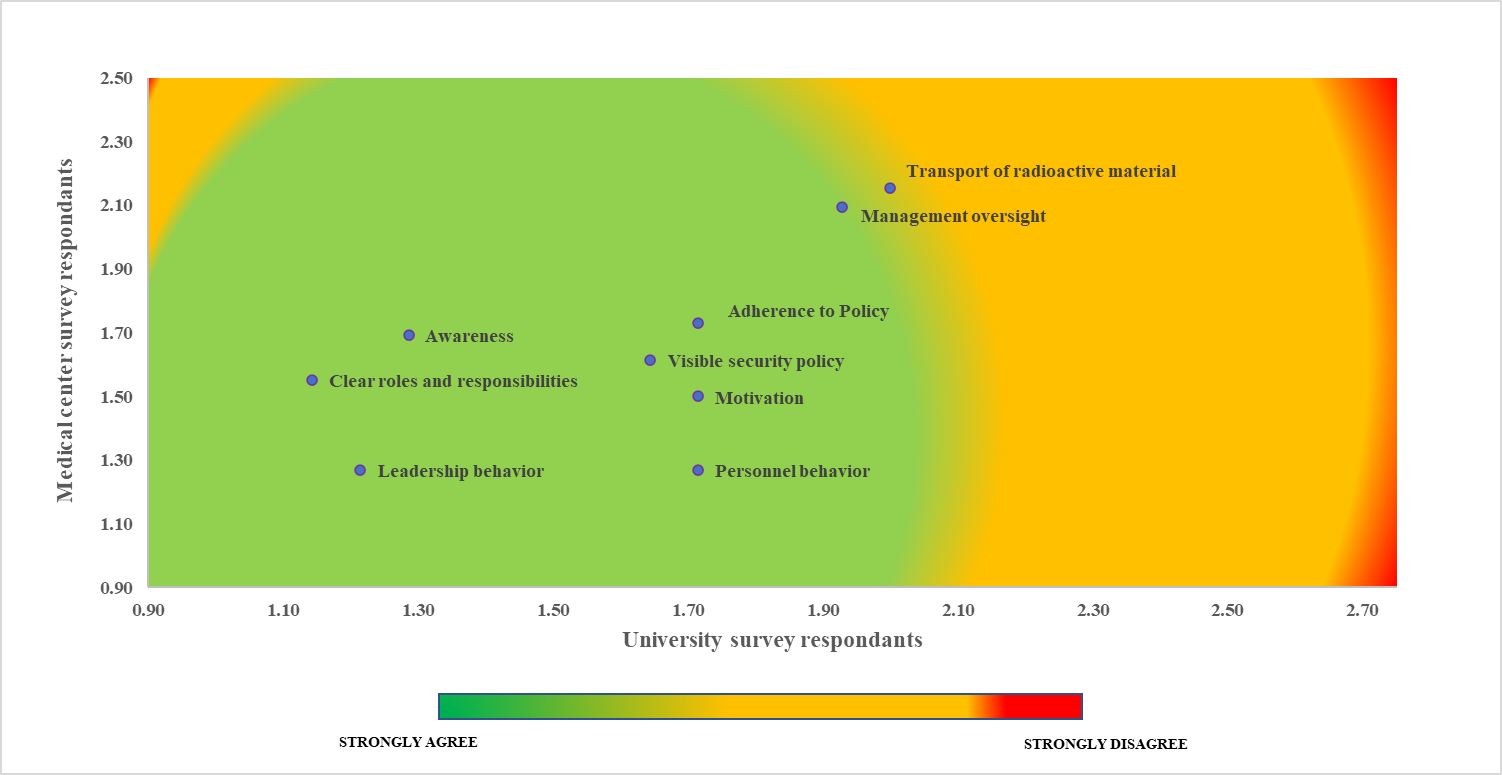 2.50
2.30
2.10
1.90
1.70
1.50
1.30
1.10
0.90
Medical center survey respondants
Transport of radioactive material
Management oversight
Adherence to Policy
Awareness
Visible security policy
Clear roles and responsibilities
Motivation
Leadership behavior
Personnel behavior
0.90 1.10 1.30 1.50 1.70 1.90 2.10 2.30 2.50 2.70
University survey respondants
STRONGLY AGREE
STRONGLY DISAGREE